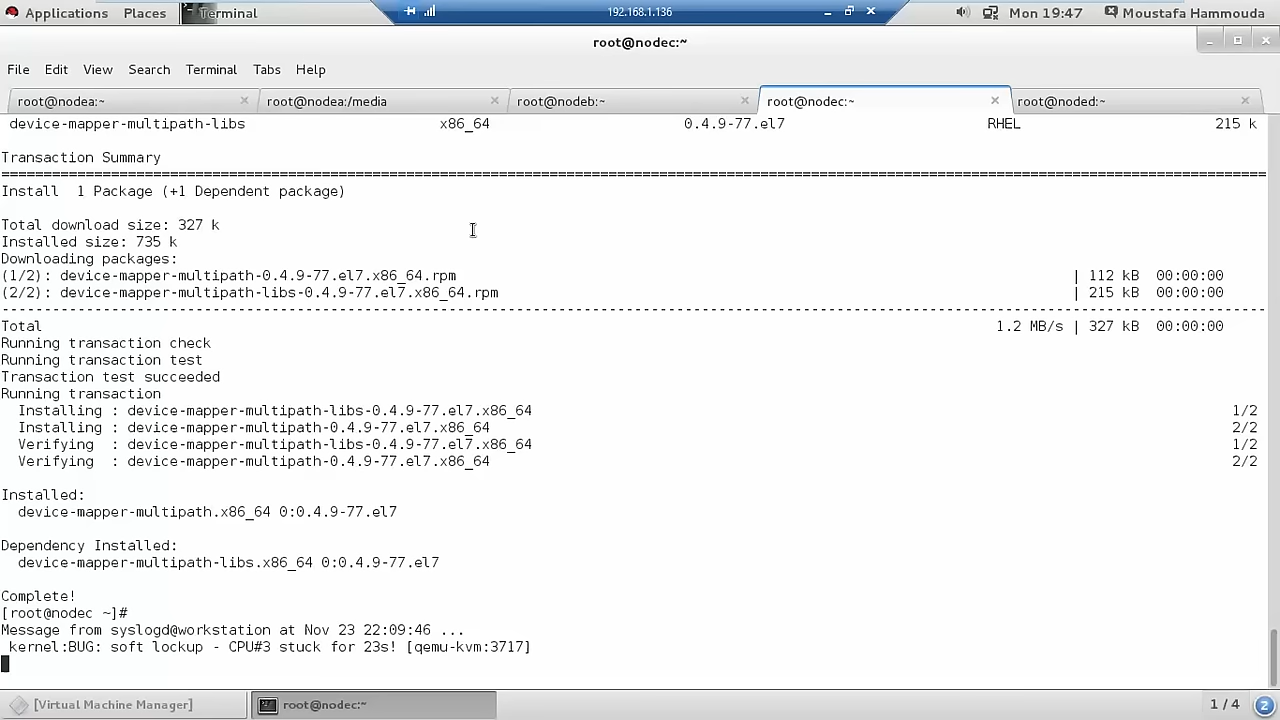 Applications Places Terminal 192.168.1.136 Mon 19:47 Moustafa Hammouda
root@nodec:~
File Edit View Search Terminal Tabs Help
root@nodea:~ root@nodea:/media root@nodeb:~ root@nodec:~ root@noded:~
device-mapper-multipath-libs x86_64 0.4.9-77.el7 RHEL 215 k
Transaction Summary
================================================================================
Install 1 Package (+1 Dependent package)
Total download size: 327 k
Installed size: 735 k
Downloading packages:
(1/2): device-mapper-multipath-0.4.9-77.el7.x86_64.rpm | 112 kB 00:00:00
(2/2): device-mapper-multipath-libs-0.4.9-77.el7.x86_64.rpm | 215 kB 00:00:00
--------------------------------------------------------------------------------
Total 1.2 MB/s | 327 kB 00:00:00
Running transaction check
Running transaction test
Transaction test succeeded
Running transaction
Installing : device-mapper-multipath-libs-0.4.9-77.el7.x86_64 1/2
Installing : device-mapper-multipath-0.4.9-77.el7.x86_64 2/2
Verifying : device-mapper-multipath-libs-0.4.9-77.el7.x86_64 1/2
Verifying : device-mapper-multipath-0.4.9-77.el7.x86_64 2/2
Installed:
device-mapper-multipath.x86_64 0:0.4.9-77.el7
Dependency Installed:
device-mapper-multipath-libs.x86_64 0:0.4.9-77.el7
Complete!
[root@nodec ~]#
Message from syslogd@workstation at Nov 23 22:09:46 ...
kernel:BUG: soft lockup - CPU#3 stuck for 23s! [qemu-kvm:3717]
[Virtual Machine Manager] root@nodec:~ 1 / 4 2